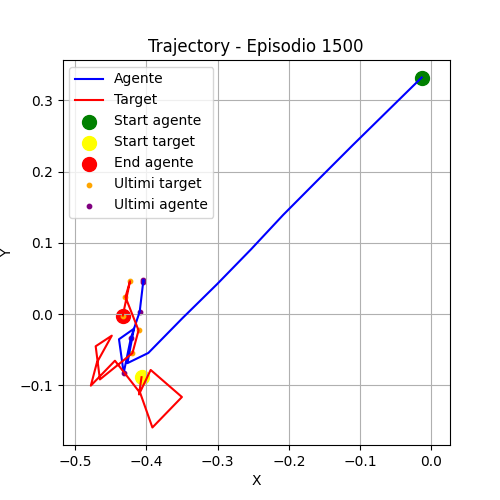 Trajectory - Episodio 1500
Agente
Target
Start agente
Start target
End agente
Ultimi target
Ultimi agente
Y
0.3
0.2
0.1
0.0
−0.1
−0.5
−0.4
−0.3
−0.2
−0.1
0.0
X